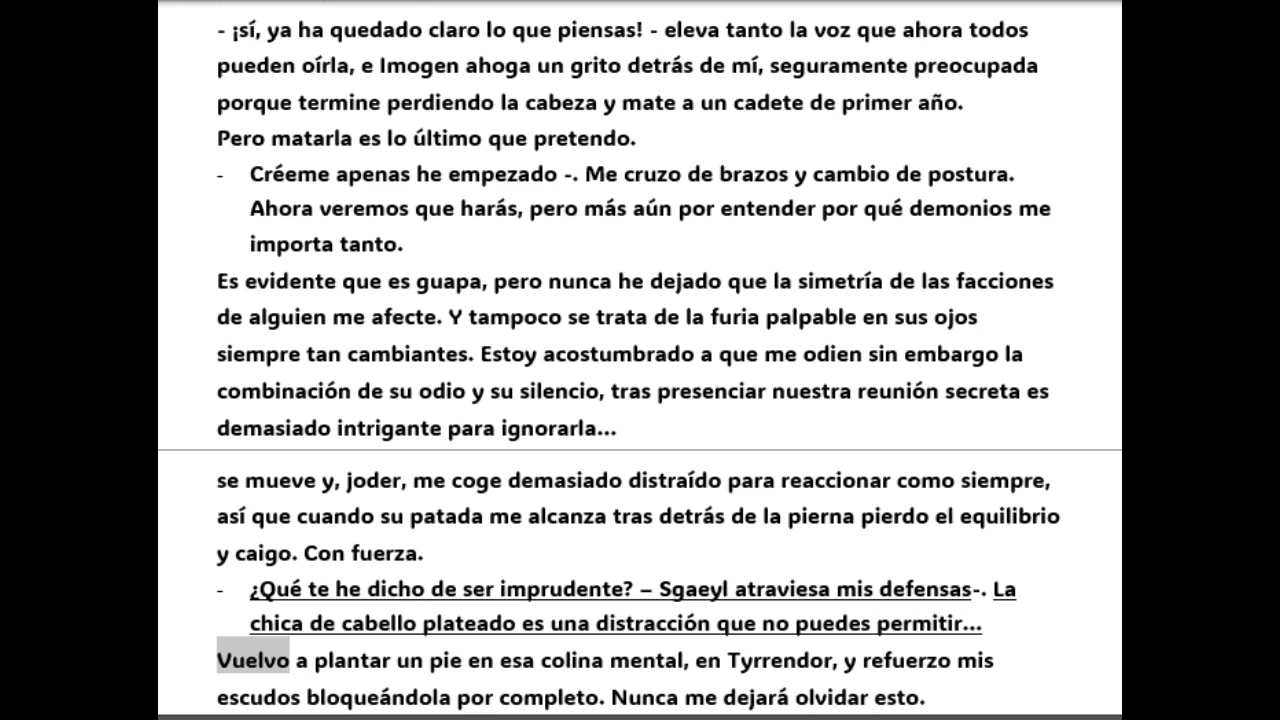 - ¡sí, ya ha quedado claro lo que piensas! - eleva tanto la voz que ahora todos
pueden oírla, e Imogen ahoga un grito detrás de mí, seguramente preocupada
porque termine perdiendo la cabeza y mate a un cadete de primer año.
Pero matarla es lo último que pretendo.
- Créeme apenas he empezado -. Me cruzo de brazos y cambio de postura.
Ahora veremos que harás, pero más aún por entender por qué demonios me
importa tanto.
Es evidente que es guapa, pero nunca he dejado que la simetría de las facciones
de alguien me afecte. Y tampoco se trata de la furia palpable en sus ojos
siempre tan cambiantes. Estoy acostumbrado a que me odien sin embargo la
combinación de su odio y su silencio, tras presenciar nuestra reunión secreta es
demasiado intrigante para ignorarla...
se mueve y, joder, me coge demasiado distraído para reaccionar como siempre,
así que cuando su patada me alcanza tras detrás de la pierna pierdo el equilibrio
y caigo. Con fuerza.
- ¿Qué te he dicho de ser imprudente? – Sgaeyl atraviesa mis defensas-. La
chica de cabello plateado es una distracción que no puedes permitir...
Vuelvo a plantar un pie en esa colina mental, en Tyrrendor, y refuerzo mis
escudos bloqueándola por completo. Nunca me dejará olvidar esto.